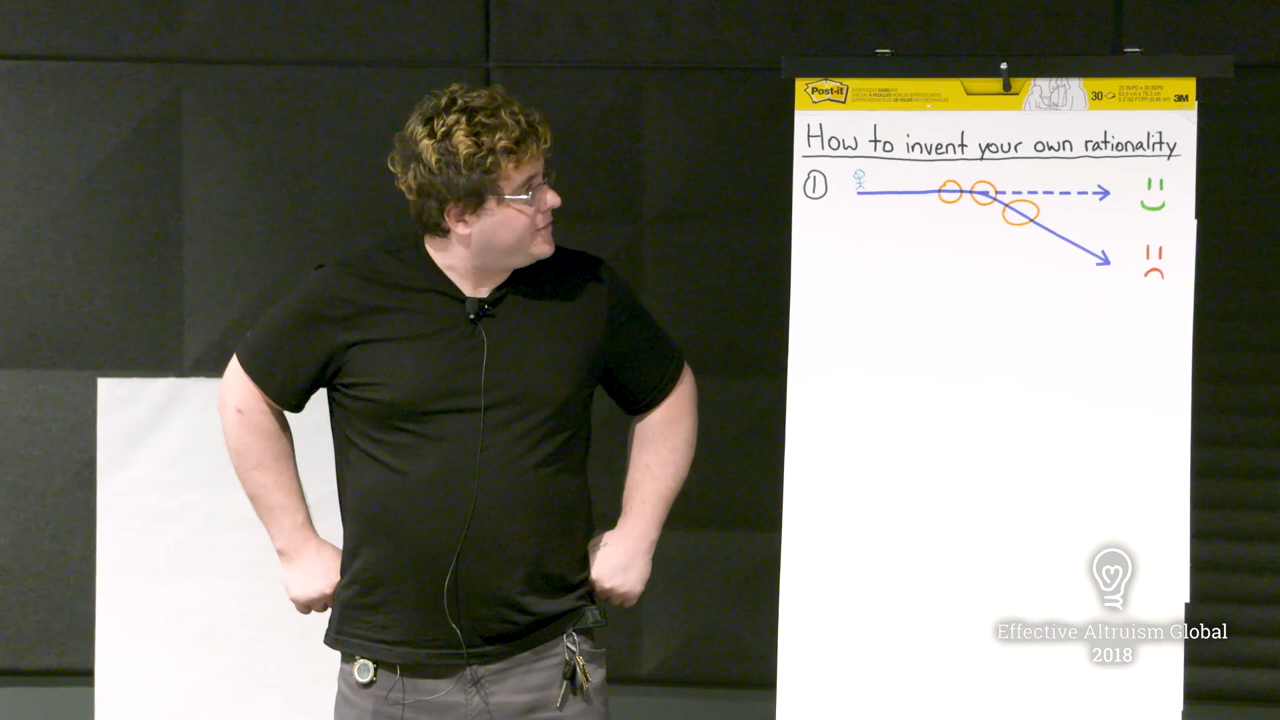 Post-it
30
3M
How to invent your own rationality
1
Effective Altruism Global
2018